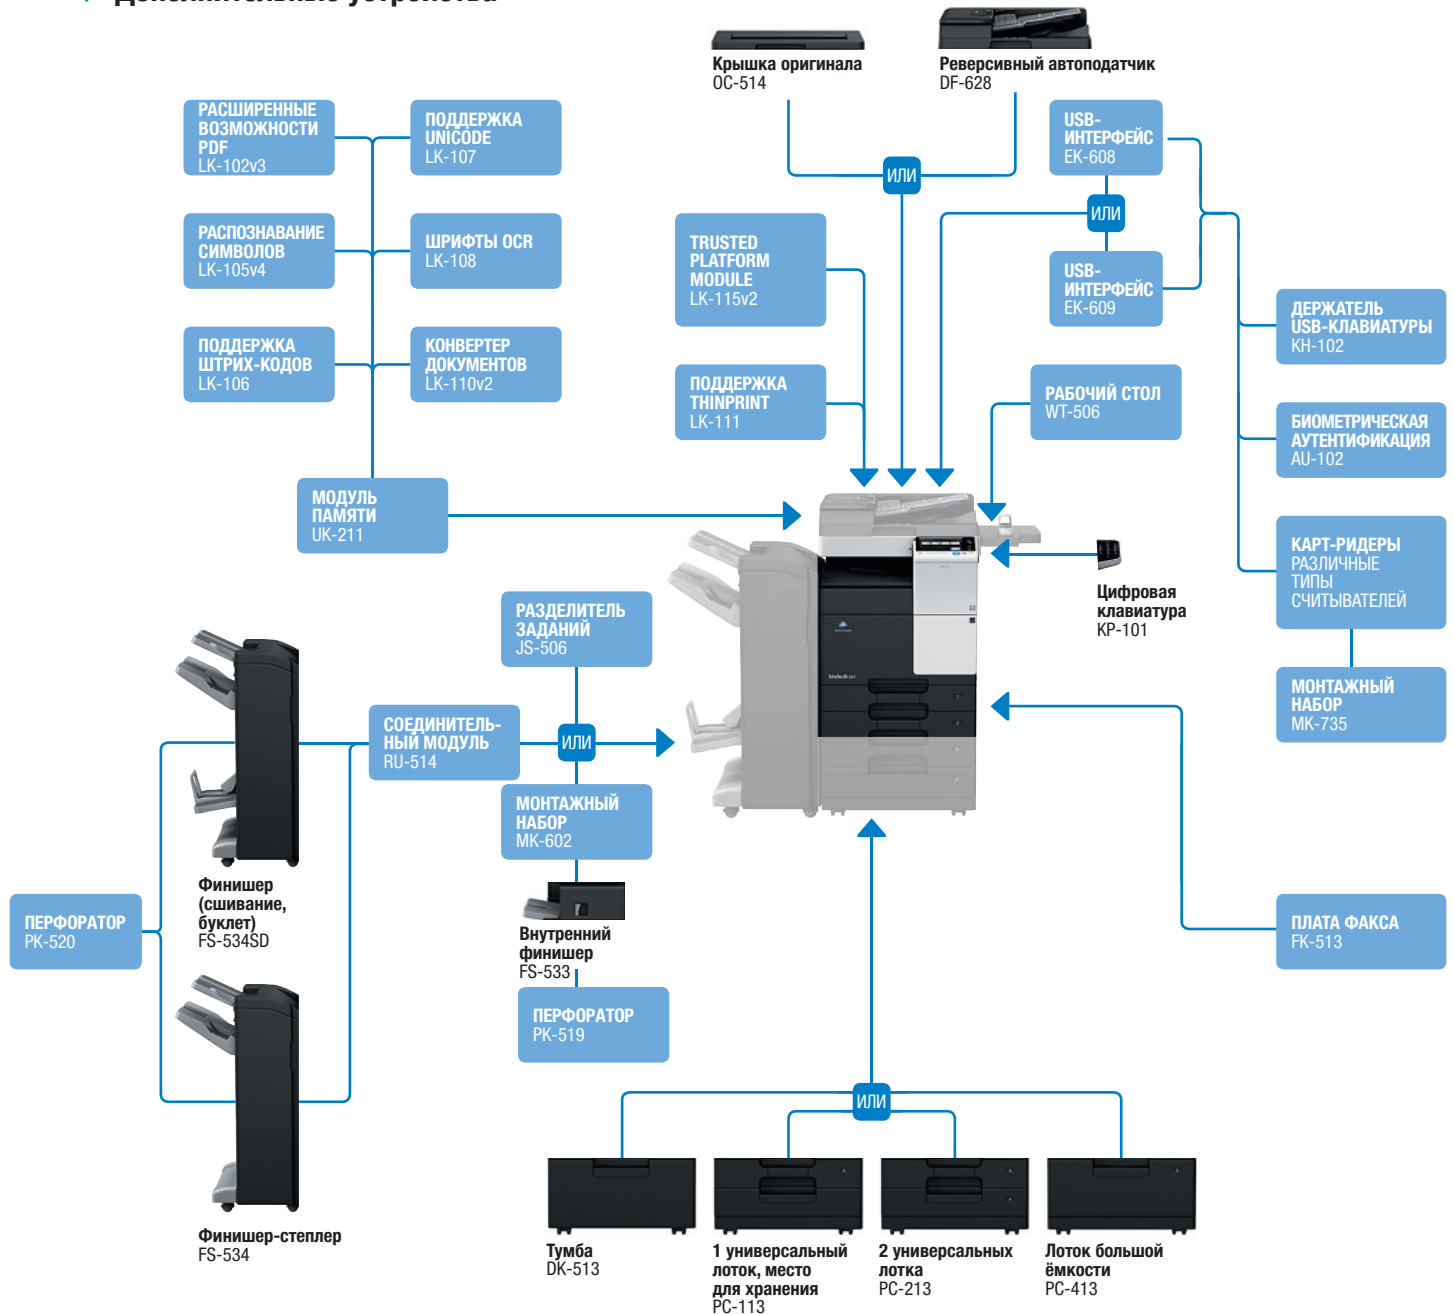 Дополнительные устройства
Крышка оригинала
OC-514
Реверсивный автоподатчик
DF-628
РАСШИРЕННЫЕ
ВОЗМОЖНОСТИ
PDF
LK-102v3
ПОДДЕРЖКА
UNICODE
LK-107
USB-
ИНТЕРФЕЙС
EK-608
ИЛИ
ИЛИ
РАСПОЗНАВАНИЕ
СИМВОЛОВ
LK-105v4
ШРИФТЫ OCR
LK-108
TRUSTED
PLATFORM
MODULE
LK-115v2
USB-
ИНТЕРФЕЙС
EK-609
ДЕРЖАТЕЛЬ
USB-КЛАВИАТУРЫ
KH-102
ПОДДЕРЖКА
ШТРИХ-КОДОВ
LK-106
КОНВЕРТЕР
ДОКУМЕНТОВ
LK-110v2
ПОДДЕРЖКА
THINPRINT
LK-111
РАБОЧИЙ СТОЛ
WT-506
БИОМЕТРИЧЕСКАЯ
АУТЕНТИФИКАЦИЯ
AU-102
МОДУЛЬ
ПАМЯТИ
UK-211
КАРТ-РИДЕРЫ
РАЗЛИЧНЫЕ
ТИПЫ
СЧИТЫВАТЕЛЕЙ
Цифровая
клавиатура
KP-101
РАЗДЕЛИТЕЛЬ
ЗАДАНИЙ
JS-506
bizhub
МОНТАЖНЫЙ
НАБОР
MK-735
СОЕДИНИТЕЛЬ-
НЫЙ МОДУЛЬ
RU-514
ИЛИ
МОНТАЖНЫЙ
НАБОР
MK-602
Финишер
(сшивание,
буклет)
FS-534SD
ПЕРФОРАТОР
PK-520
Внутренний
финишер
FS-533
ПЛАТА ФАКСА
FK-513
ПЕРФОРАТОР
PK-519
ИЛИ
Финишер-степлер
FS-534
Тумба
DK-513
1 универсальный
лоток, место
для хранения
PC-113
2 универсальных
лотка
PC-213
Лоток большой
ёмкости
PC-413